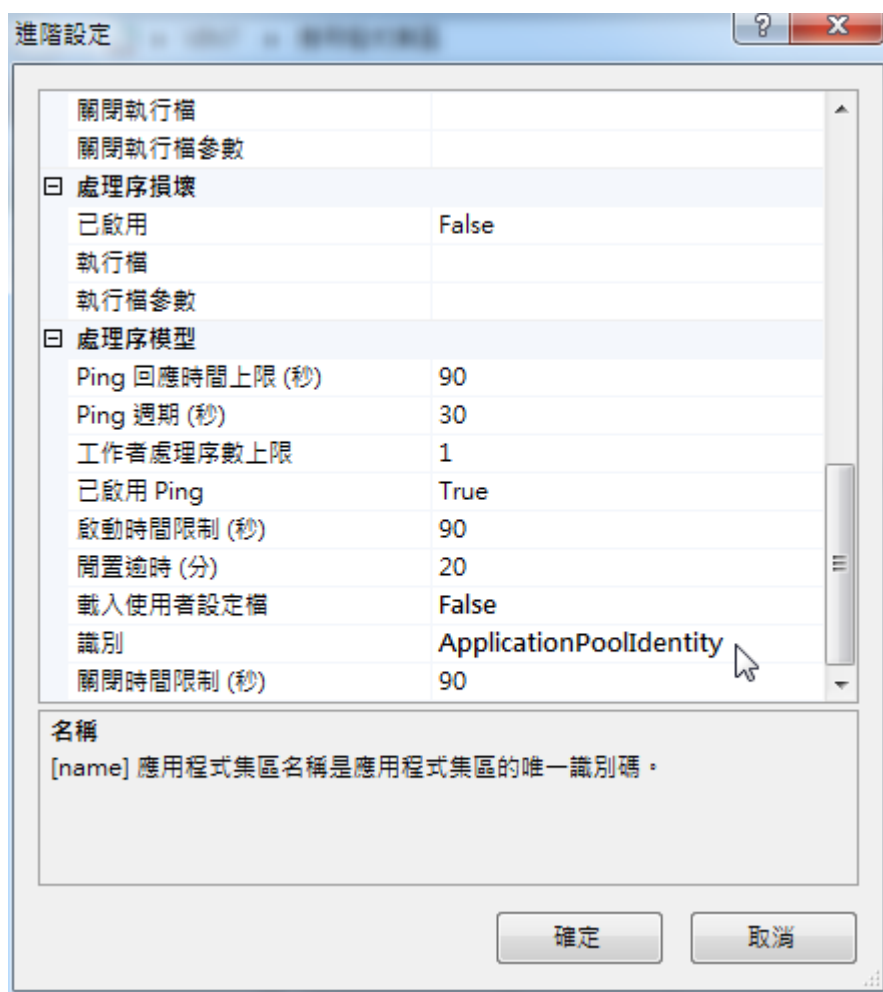 進階設定
關閉執行檔
關閉執行檔參數
處理序損壞
已啟用 False
執行檔
執行檔參數
處理序模型
Ping 回應時間上限 (秒) 90
Ping 週期 (秒) 30
工作者處理序數上限 1
已啟用 Ping True
啟動時間限制 (秒) 90
閒置逾時 (分) 20
載入使用者設定檔 False
識別 ApplicationPoolIdentity
關閉時間限制 (秒) 90
名稱
[name] 應用程式集區名稱是應用程式集區的唯一識別碼。
確定 取消